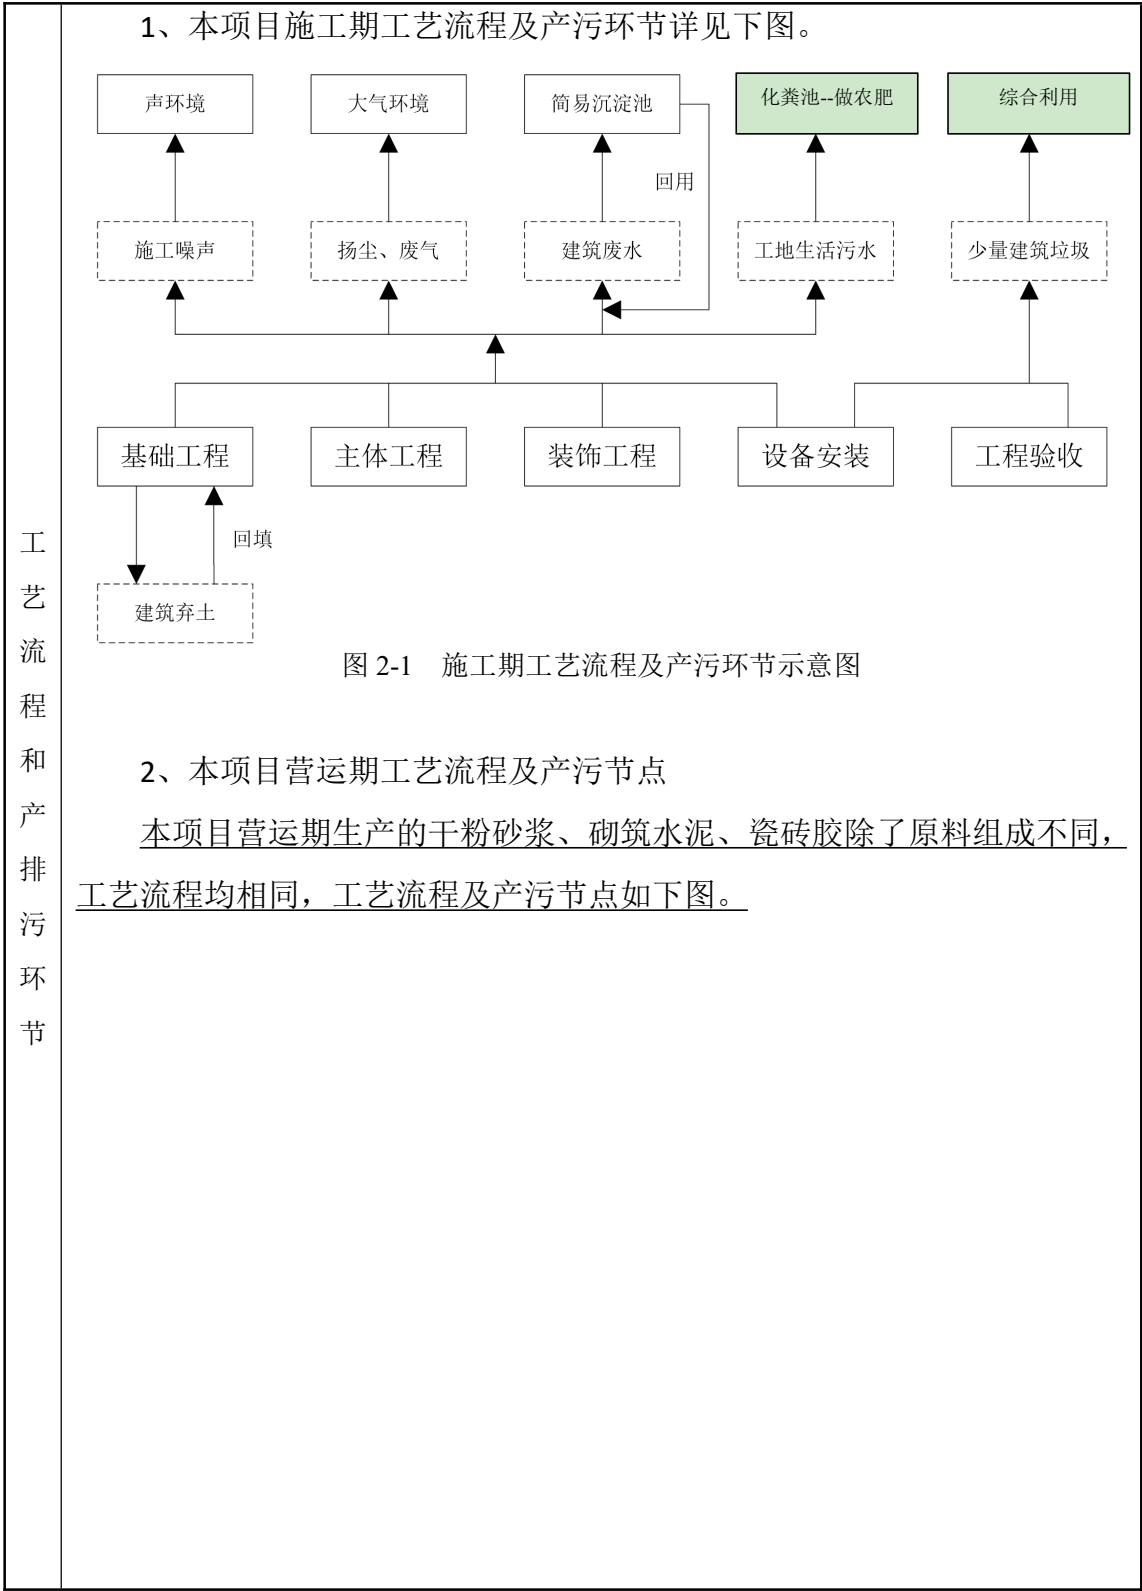 1、本项目施工期工艺流程及产污环节详见下图。
声环境
大气环境
简易沉淀池
化粪池--做农肥
综合利用
回用
施工噪声
扬尘、废气
建筑废水
工地生活污水
少量建筑垃圾
基础工程
主体工程
装饰工程
设备安装
工程验收
回填
建筑弃土
图 2-1 施工期工艺流程及产污环节示意图
工艺流程和产排污环节
2、本项目营运期工艺流程及产污节点
本项目营运期生产的干粉砂浆、砌筑水泥、瓷砖胶除了原料组成不同，
工艺流程均相同，工艺流程及产污节点如下图。